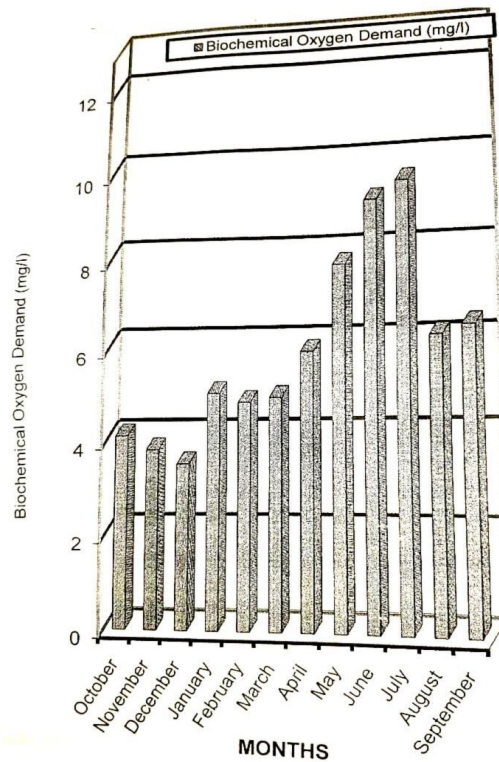 Biochemical Oxygen Demand (mg/l)
Biochemical Oxygen Demand (mg/l)
12
10
8
6
4
2
0
October
November
December
January
February
March
April
May
June
July
August
September
MONTHS